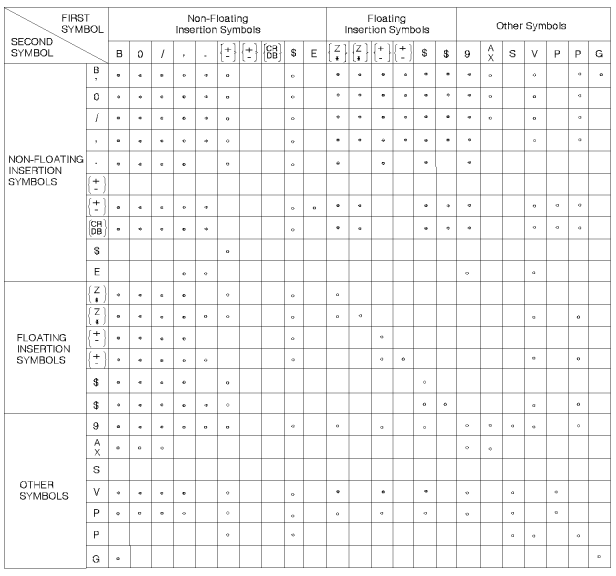 FIRST SYMBOL
SECOND SYMBOL
Non-Floating Insertion Symbols
Floating Insertion Symbols
Other Symbols
B 0 / , . {+ -} {+ -} {CR DB} $ E {Z *} {Z *} {+ -} {+ -} $ $ 9 A X S V P P G
NON-FLOATING INSERTION SYMBOLS
B ,
0
/
,
.
{+ -}
{+ -}
{CR DB}
$
E
FLOATING INSERTION SYMBOLS
{Z *}
{Z *}
{+ -}
{+ -}
$
$
OTHER SYMBOLS
9
A X
S
V
P
P
G